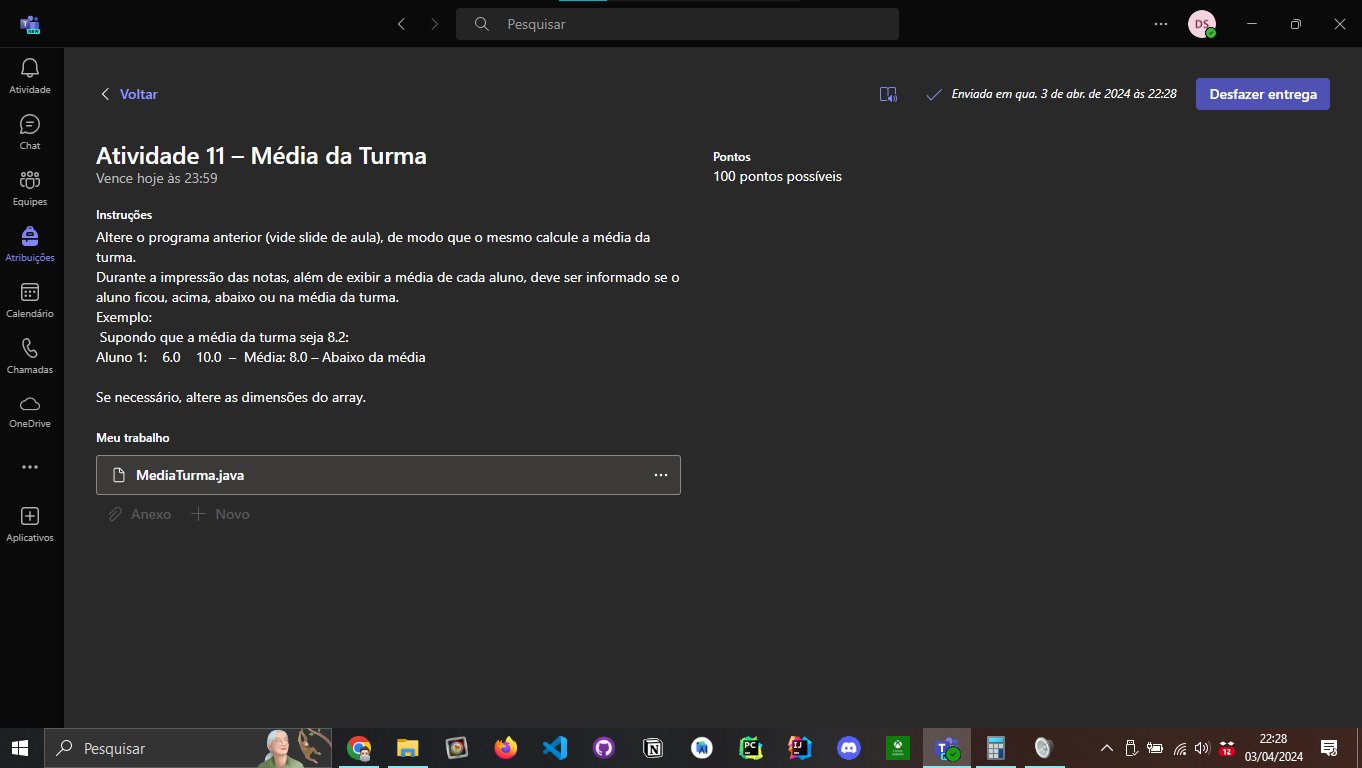 NEW
Pesquisar
DS
Atividade
Chat
Equipes
Atribuições
Calendário
Chamadas
OneDrive
Aplicativos
Voltar
Enviada em qua. 3 de abr. de 2024 às 22:28
Desfazer entrega
Atividade 11 – Média da Turma
Vence hoje às 23:59
Pontos
100 pontos possíveis
Instruções
Altere o programa anterior (vide slide de aula), de modo que o mesmo calcule a média da
turma.
Durante a impressão das notas, além de exibir a média de cada aluno, deve ser informado se o
aluno ficou, acima, abaixo ou na média da turma.
Exemplo:
Supondo que a média da turma seja 8.2:
Aluno 1: 6.0 10.0 – Média: 8.0 – Abaixo da média
Se necessário, altere as dimensões do array.
Meu trabalho
MediaTurma.java
Anexo
Novo
Pesquisar
PC
IJ
12
22:28
03/04/2024